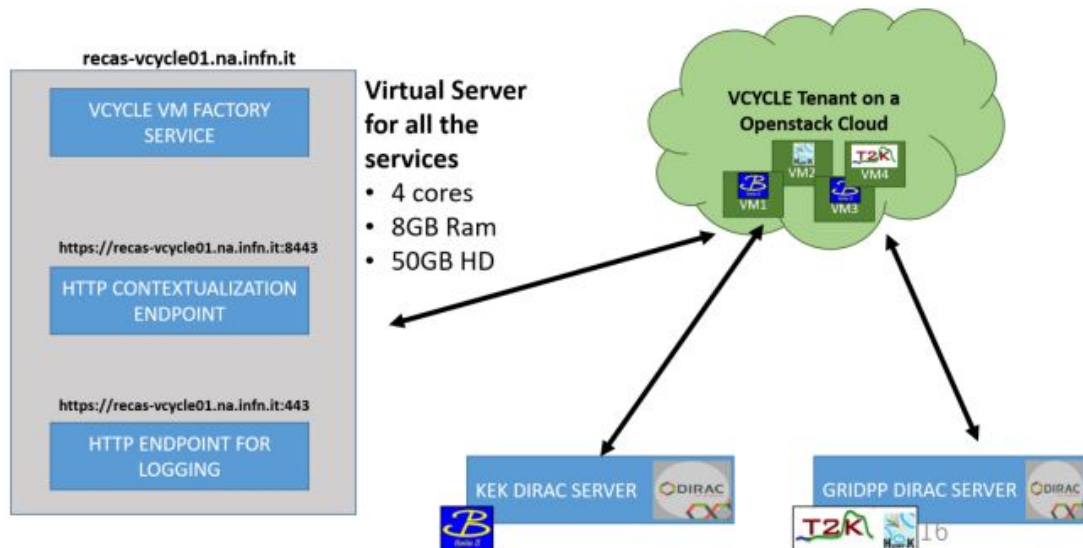 recas-vcycle01.na.infn.it
VCYCLE VM FACTORY
SERVICE
https://recas-vcycle01.na.infn.it:8443
HTTP CONTEXTUALIZATION
ENDPOINT
https://recas-vcycle01.na.infn.it:443
HTTP ENDPOINT FOR
LOGGING
Virtual Server
for all the
services
• 4 cores
• 8GB Ram
• 50GB HD
VCYCLE Tenant on a
Openstack Cloud
VM1
VM2
B
VM3
T2K
VM4
KEK DIRAC SERVER
DIRAC
B
GRIDPP DIRAC SERVER
DIRAC
T2K
16